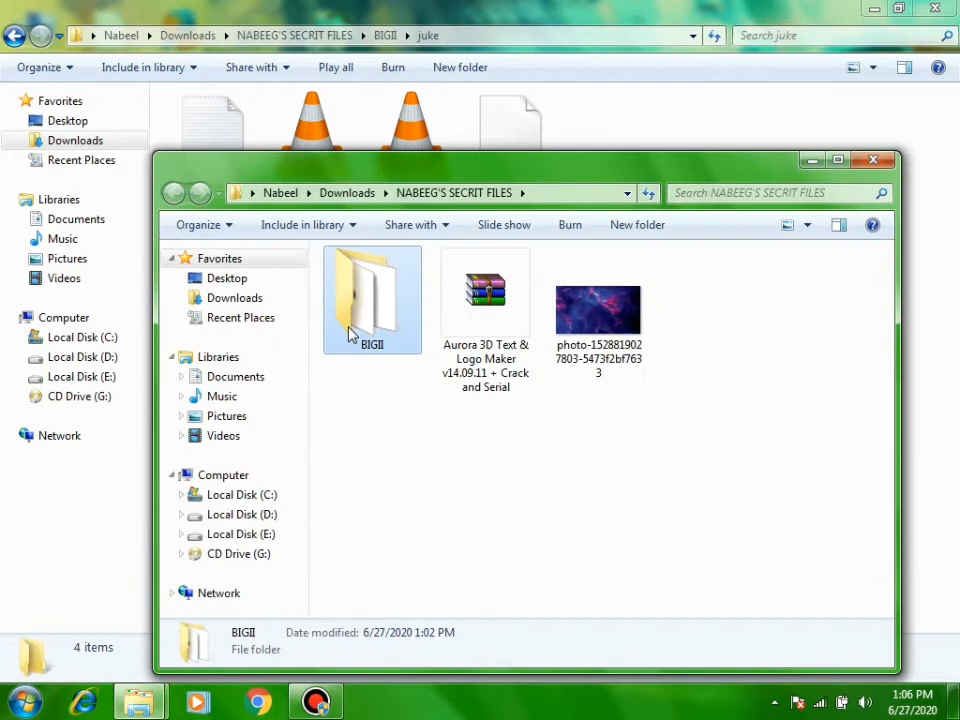 Nabeel Downloads NABEEG'S SECRIT FILES BIGII juke
Search juke
Organize Include in library Share with Play all Burn New folder
Favorites
Desktop
Downloads
Recent Places
Libraries
Documents
Music
Pictures
Videos
Computer
Local Disk (C:)
Local Disk (D:)
Local Disk (E:)
CD Drive (G:)
Network
4 items
Nabeel Downloads NABEEG'S SECRIT FILES
Search NABEEG'S SECRIT FILES
Organize Include in library Share with Slide show Burn New folder
Favorites
Desktop
Downloads
Recent Places
Libraries
Documents
Music
Pictures
Videos
Computer
Local Disk (C:)
Local Disk (D:)
Local Disk (E:)
CD Drive (G:)
Network
BIGII
Aurora 3D Text &
Logo Maker
v14.09.11 + Crack
and Serial
photo-152881902
7803-5473f2bf763
3
BIGII Date modified: 6/27/2020 1:02 PM
File folder
1:06 PM
6/27/2020